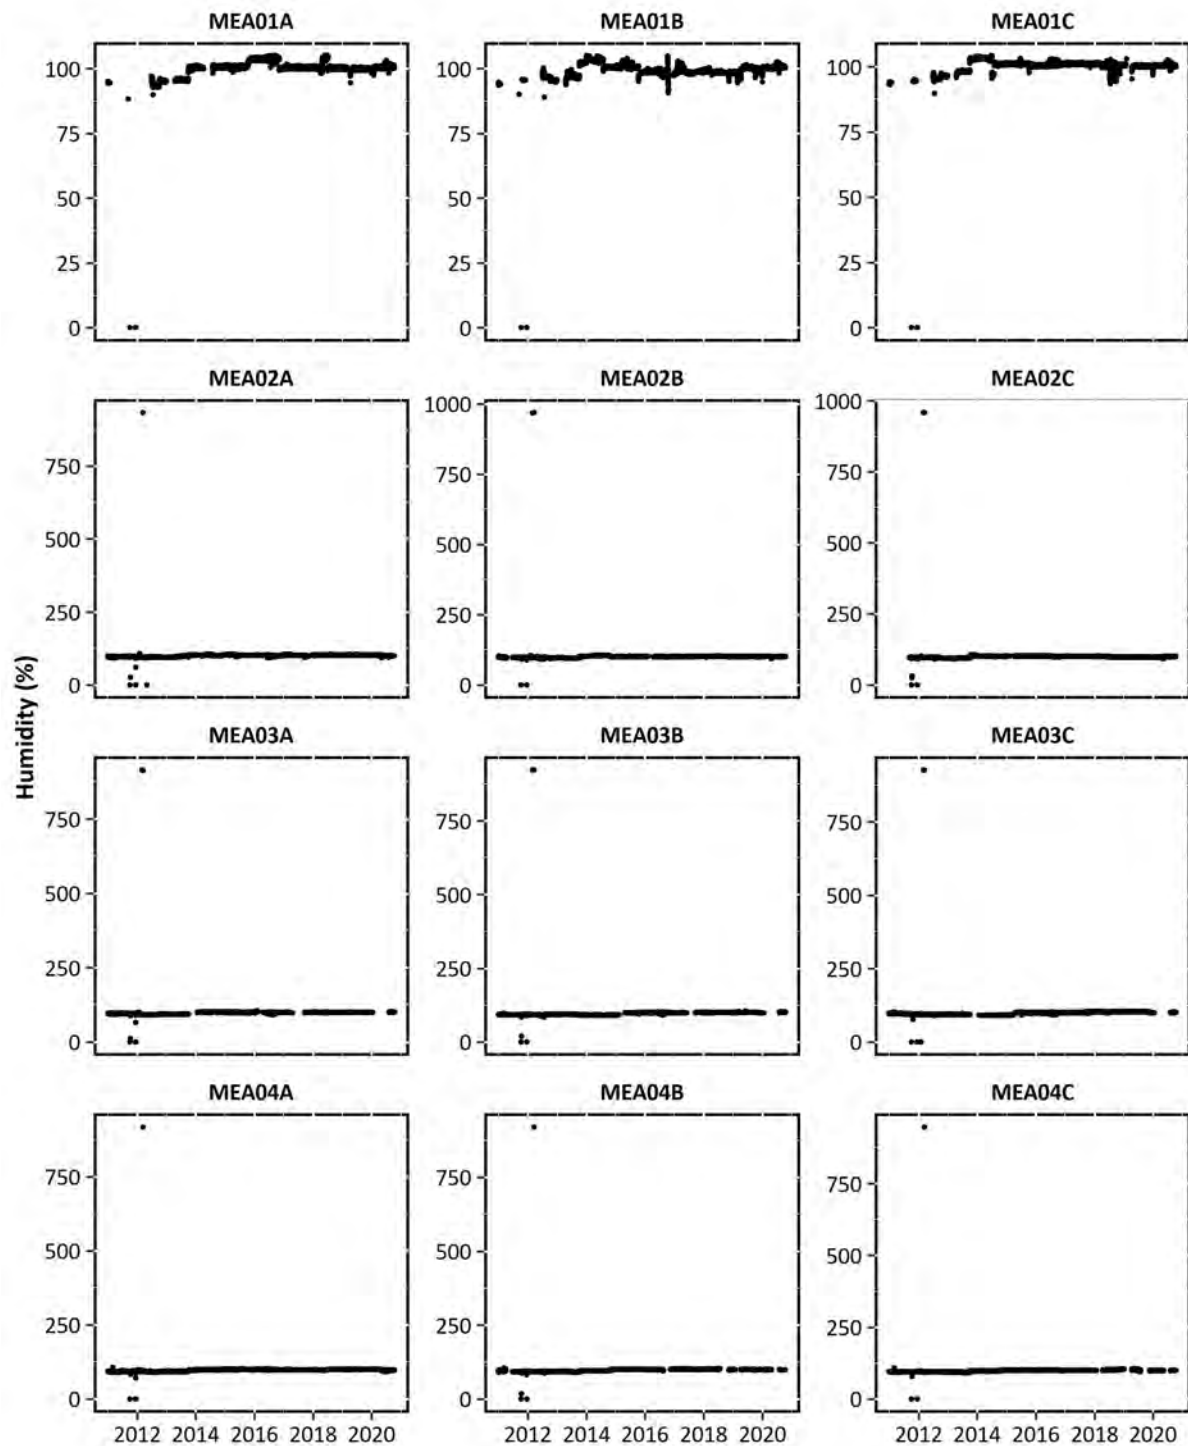 MEA01A MEA01B MEA01C
100 100 100
75 75 75
50 50 50
25 25 25
0 0 0
MEA02A MEA02B MEA02C
1000 1000
750 750 750
500 500 500
250 250 250
0 0 0
Humidity (%)
MEA03A MEA03B MEA03C
750 750 750
500 500 500
250 250 250
0 0 0
MEA04A MEA04B MEA04C
750 750 750
500 500 500
250 250 250
0 0 0
2012 2014 2016 2018 2020 2012 2014 2016 2018 2020 2012 2014 2016 2018 2020